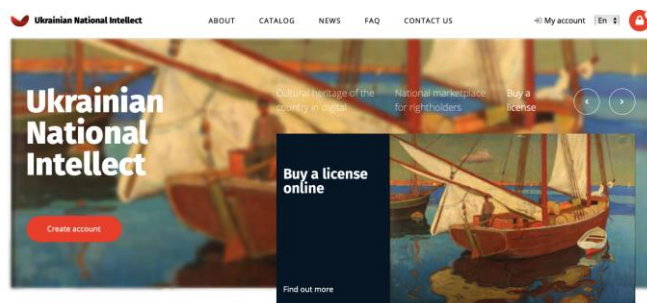 Ukrainian National Intellect
ABOUT CATALOG NEWS FAQ CONTACT US
My account En
Ukrainian
National
Intellect
Cultural heritage of the
country in digital
National marketplace
for rightholders
Buy a
license
Buy a license
online
Create account
Find out more